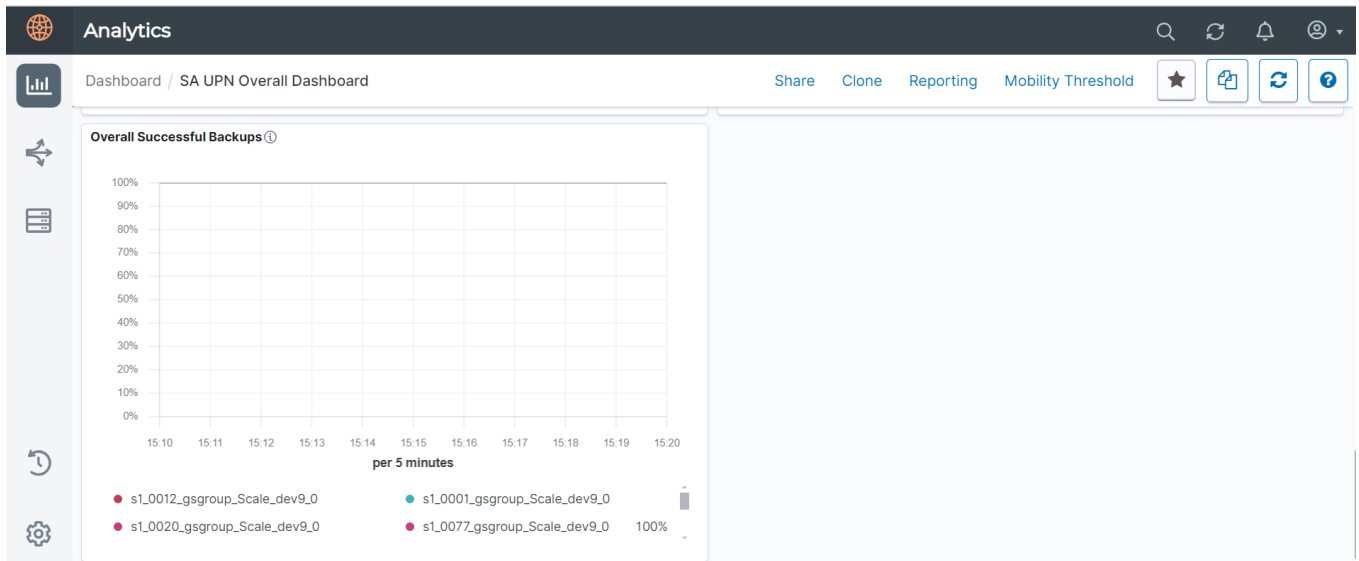 Analytics
Dashboard / SA UPN Overall Dashboard Share Clone Reporting Mobility Threshold
Overall Successful Backups
100%
90%
80%
70%
60%
50%
40%
30%
20%
10%
0%
15:10 15:11 15:12 15:13 15:14 15:15 15:16 15:17 15:18 15:19 15:20
per 5 minutes
s1_0012_gsgroup_Scale_dev9_0 s1_0001_gsgroup_Scale_dev9_0
s1_0020_gsgroup_Scale_dev9_0 s1_0077_gsgroup_Scale_dev9_0 100%